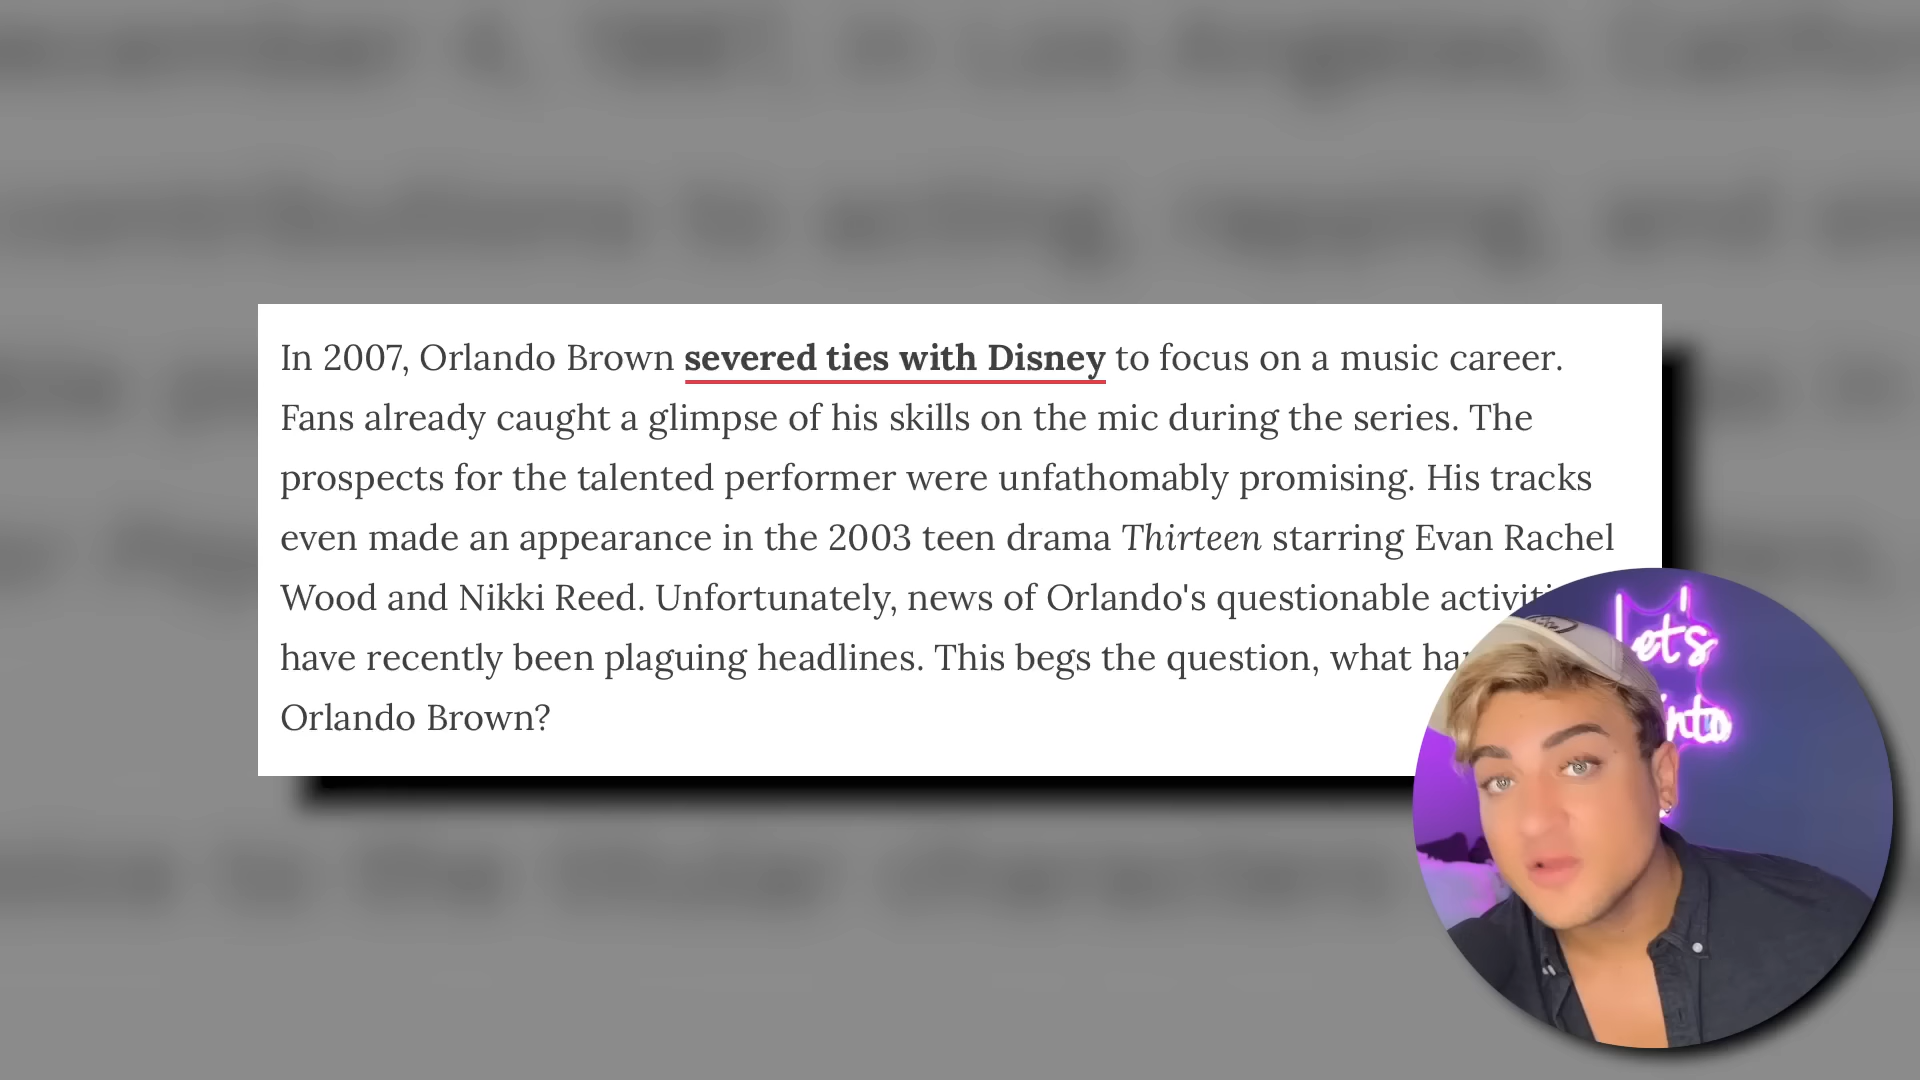 In 2007, Orlando Brown severed ties with Disney to focus on a music career.
Fans already caught a glimpse of his skills on the mic during the series. The
prospects for the talented performer were unfathomably promising. His tracks
even made an appearance in the 2003 teen drama Thirteen starring Evan Rachel
Wood and Nikki Reed. Unfortunately, news of Orlando's questionable
have recently been plaguing headlines. This begs the question, what
Orlando Brown?
Let's
into